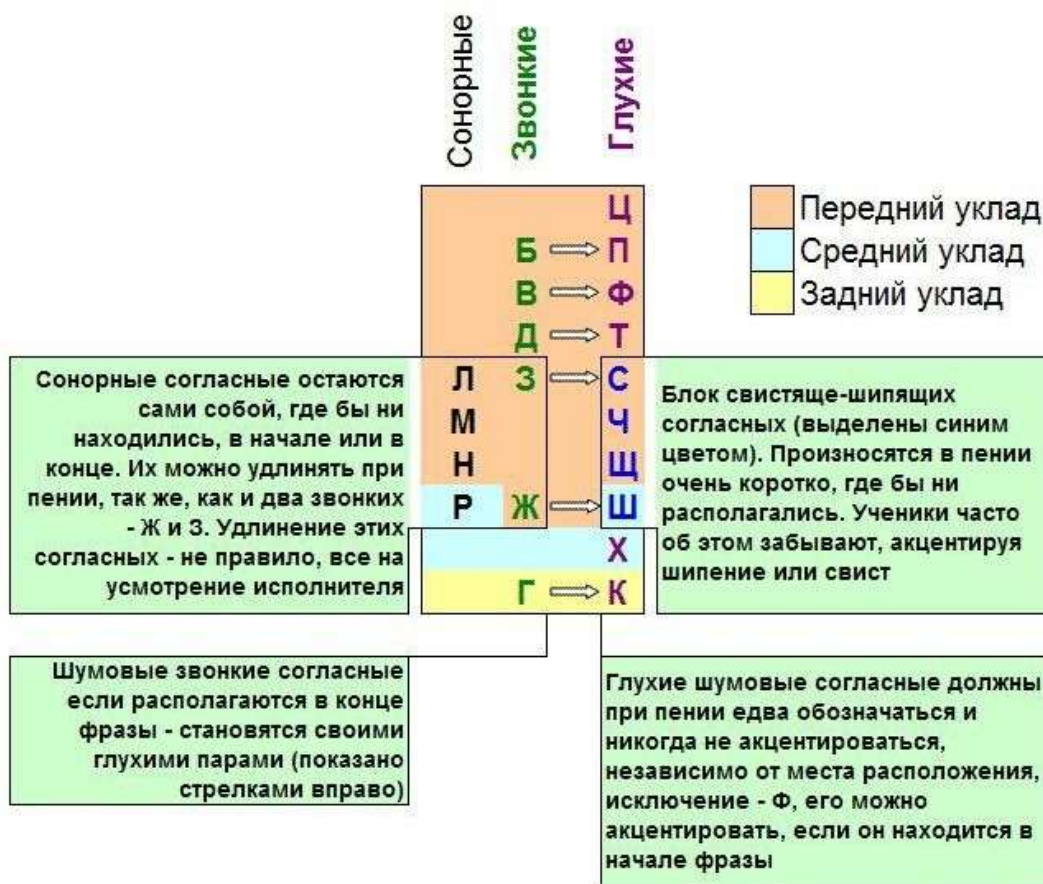 Сонорные
Звонкие
Глухие
Ц
Б П
В Ф
Д Т
Л З С
М Ч
Н Щ
Р Ж Ш
Х
Г К
Передний уклад
Средний уклад
Задний уклад
Сонорные согласные остаются
сами собой, где бы ни
находились, в начале или в
конце. Их можно удлинять при
пении, так же, как и два звонких
- Ж и З. Удлинение этих
согласных - не правило, все на
усмотрение исполнителя
Блок свистяще-шипящих
согласных (выделены синим
цветом). Произносятся в пении
очень коротко, где бы ни
располагались. Ученики часто
об этом забывают, акцентируя
шипение или свист
Шумовые звонкие согласные
если располагаются в конце
фразы - становятся своими
глухими парами (показано
стрелками вправо)
Глухие шумовые согласные должны
при пении едва обозначаться и
никогда не акцентироваться,
независимо от места расположения,
исключение - Ф, его можно
акцентировать, если он находится в
начале фразы